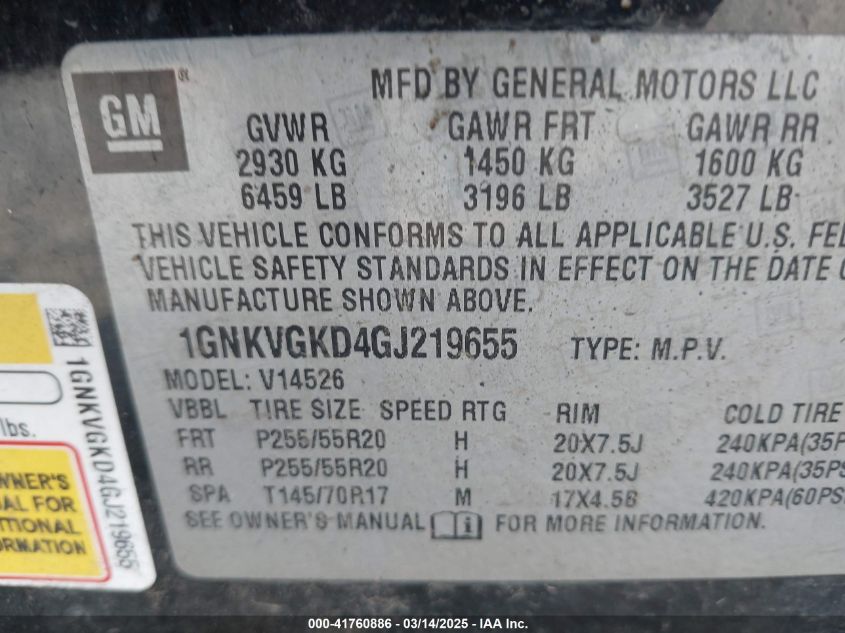 GM
MFD BY GENERAL MOTORS LLC
GVWR GAWR FRT GAWR RR
2930 KG 1450 KG 1600 KG
6459 LB 3196 LB 3527 LB
THIS VEHICLE CONFORMS TO ALL APPLICABLE U.S. FE
VEHICLE SAFETY STANDARDS IN EFFECT ON THE DATE
MANUFACTURE SHOWN ABOVE.
1GNKVGKD4GJ219655 TYPE: M.P.V.
MODEL: V14526
VBBL TIRE SIZE SPEED RTG RIM COLD TIRE
FRT P255/55R20 H 20X7.5J 240KPA(35P
RR P255/55R20 H 20X7.5J 240KPA(35PS
SPA T145/70R17 M 17X4.5B 420KPA(60PS
SEE OWNER'S MANUAL FOR MORE INFORMATION.
1GNKVGKD4GJ219655
lbs.
WNER'S
UAL FOR
ITIONAL
ORMATION
000-41760886 - 03/14/2025 - IAA Inc.